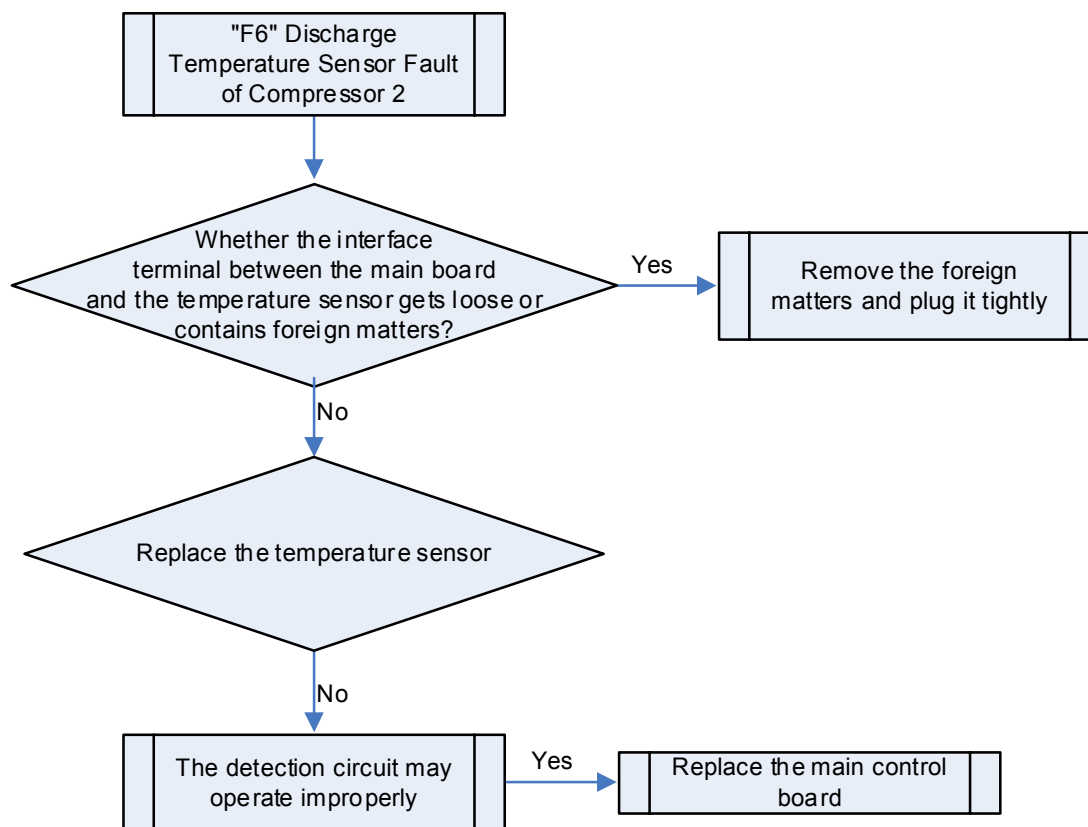 "F6" Discharge
Temperature Sensor Fault
of Compressor 2
Whether the interface
terminal between the main board
and the temperature sensor gets loose or
contains foreign matters?
Yes
Remove the foreign
matters and plug it tightly
No
Replace the temperature sensor
No
The detection circuit may
operate improperly
Yes
Replace the main control
board